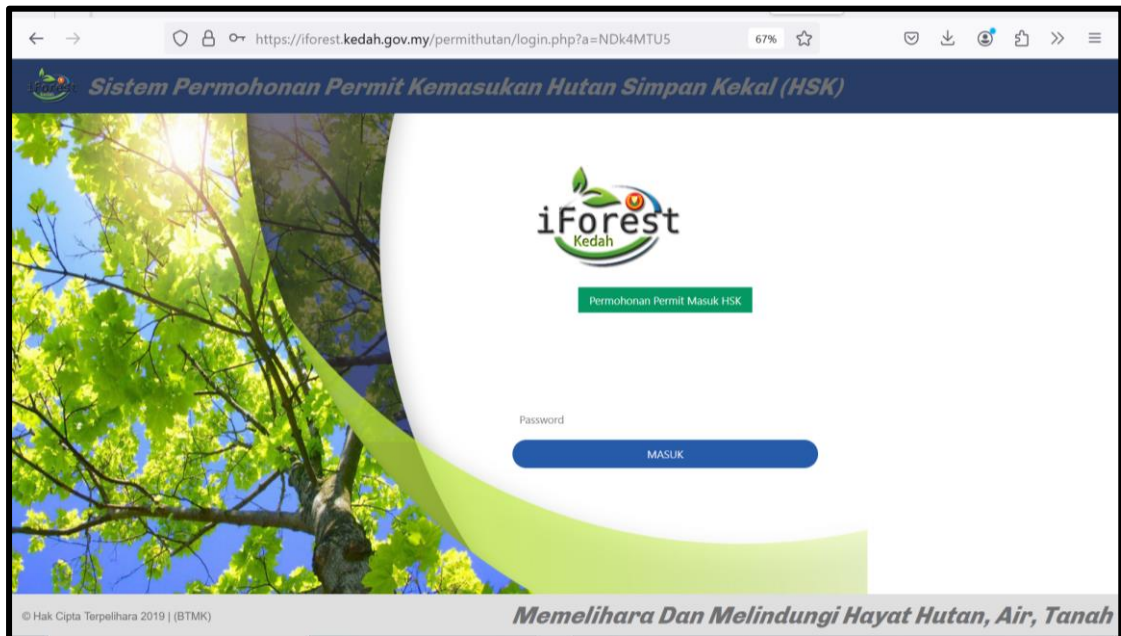 https://iforest.kedah.gov.my/permithutan/login.php?a=NDk4MTU5 67%
iForest Kedah Sistem Permohonan Permit Kemasukan Hutan Simpan Kekal (HSK)
iForest
Kedah
Permohonan Permit Masuk HSK
Password
MASUK
© Hak Cipta Terpelihara 2019 | (BTMK) Memelihara Dan Melindungi Hayat Hutan, Air, Tanah